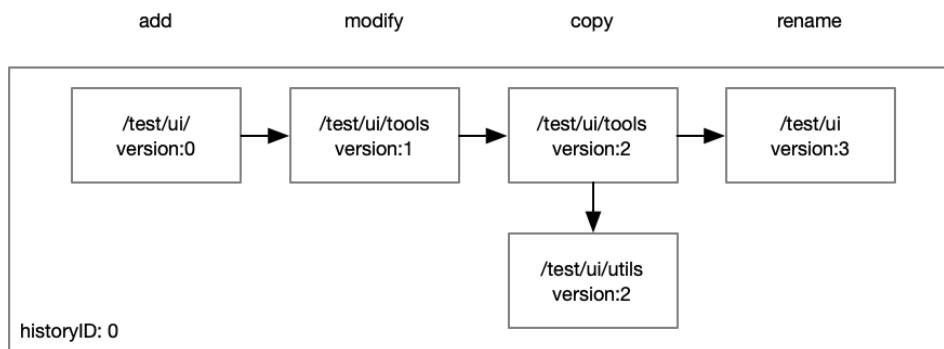 add
modify
copy
rename
/test/ui/
version:0
/test/ui/tools
version:1
/test/ui/tools
version:2
/test/ui
version:3
/test/ui/utils
version:2
historyID: 0